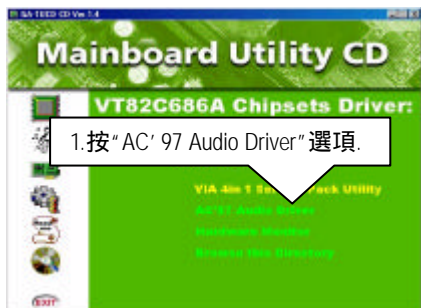 Mainboard Utility CD
VT82C686A Chipsets Driver:
1.按“AC’ 97 Audio Driver”選項.
VIA 4in 1 Pack Utility
AC'97 Audio Driver
Hardware Monitor
Browse this Directory
EXIT